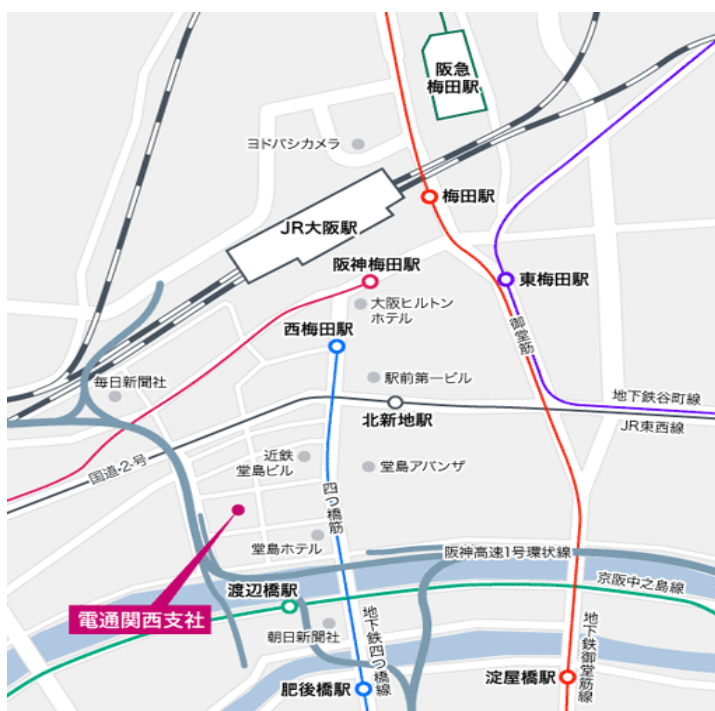 阪急
梅田駅
ヨドバシカメラ
梅田駅
JR大阪駅
阪神梅田駅
東梅田駅
大阪ヒルトン
ホテル
西梅田駅
御堂筋
駅前第一ビル
毎日新聞社
地下鉄谷町線
北新地駅
JR東西線
国道-2-号
近鉄
堂島ビル
堂島アバンザ
四つ橋筋
堂島ホテル
阪神高速1号環状線
渡辺橋駅
京阪中之島線
電通関西支社
朝日新聞社
地下鉄四つ橋線
地下鉄御堂筋線
肥後橋駅
淀屋橋駅